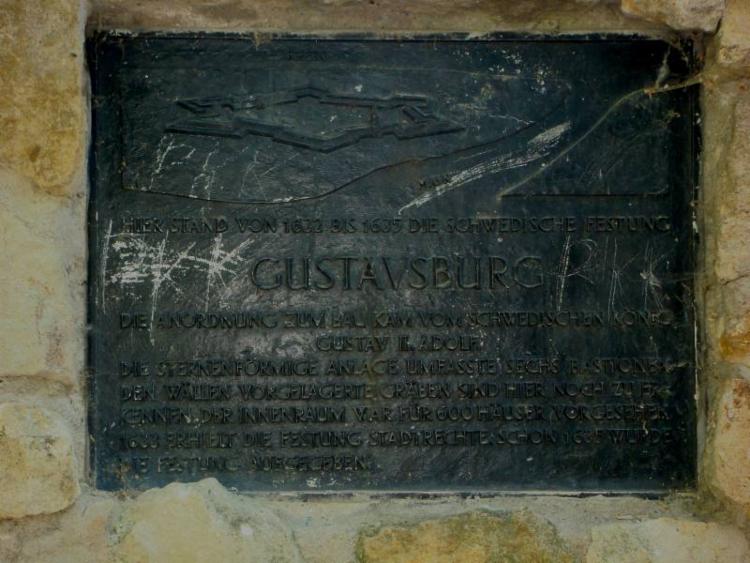 MAIN
HIER STAND VON 1632 BIS 1635 DIE SCHWEDISCHE FESTUNG
GUSTAVSBURG
DIE ANORDNUNG ZUM BAU KAM VOM SCHWEDISCHEN KÖNIG
GUSTAV II. ADOLF.
DIE STERNENFÖRMIGE ANLAGE UMFASSTE SECHS BASTIONEN.
DEN WÄLLEN VORGELAGERTE GRÄBEN SIND HIER NOCH ZU ER-
KENNEN. DER INNENRAUM WAR FÜR 600 HÄUSER VORGESEHEN.
1633 ERHIELT DIE FESTUNG STADTRECHTE. SCHON 1635 WURDE
DIE FESTUNG AUFGEGEBEN.